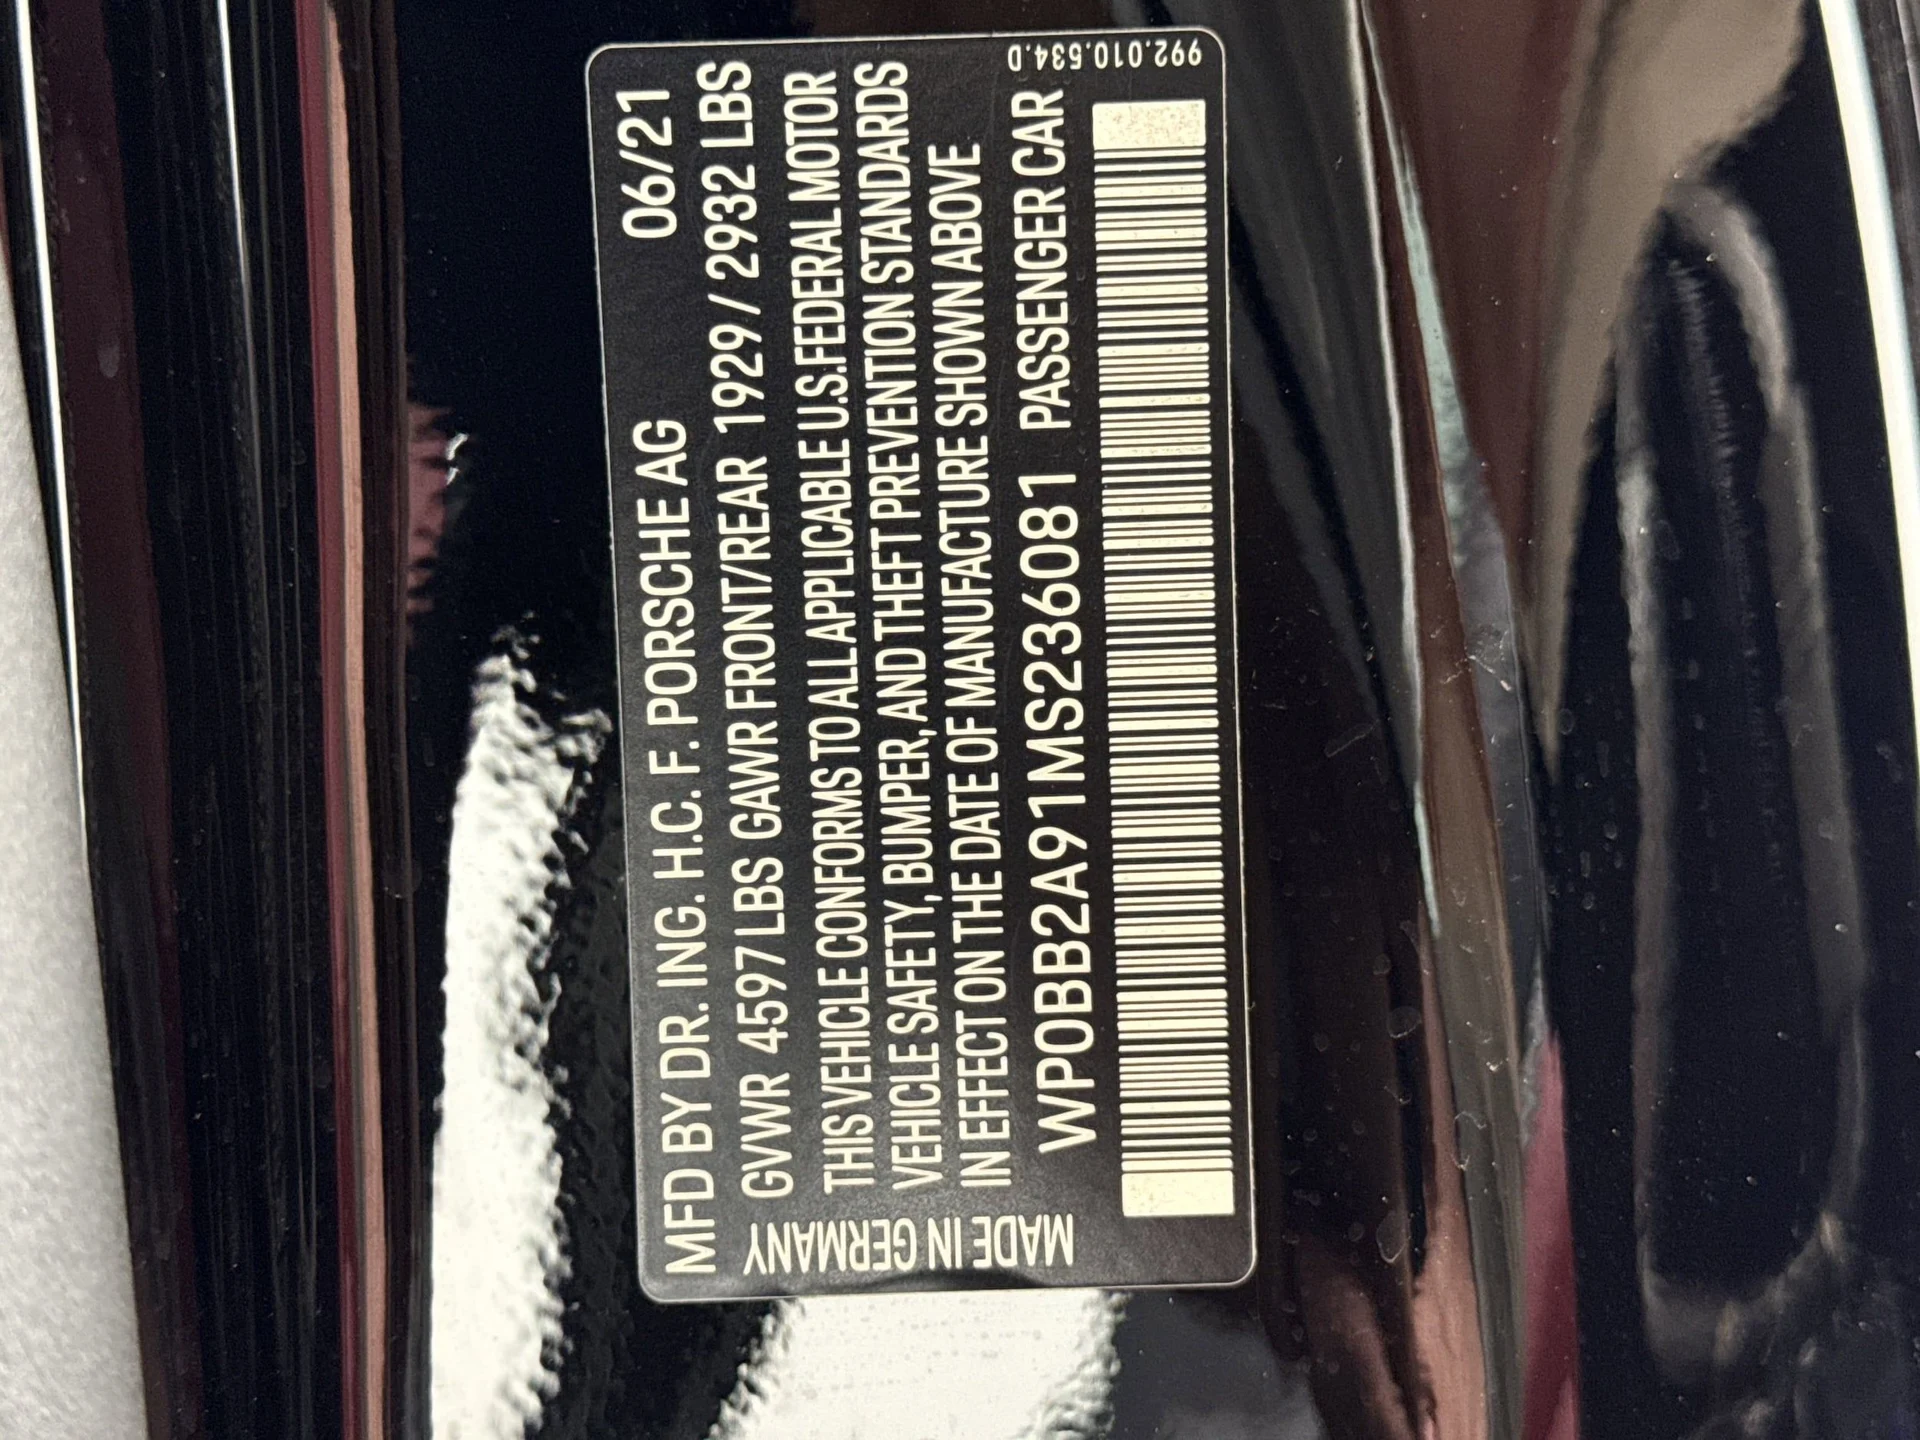 992.010.534.D
MFD BY DR. ING. H.C. F. PORSCHE AG 06/21
GVWR 4597 LBS GAWR FRONT/REAR 1929 / 2932 LBS
THIS VEHICLE CONFORMS TO ALL APPLICABLE U.S. FEDERAL MOTOR
VEHICLE SAFETY, BUMPER, AND THEFT PREVENTION STANDARDS
IN EFFECT ON THE DATE OF MANUFACTURE SHOWN ABOVE
WP0BB2A91MS236081 PASSENGER CAR
MADE IN GERMANY